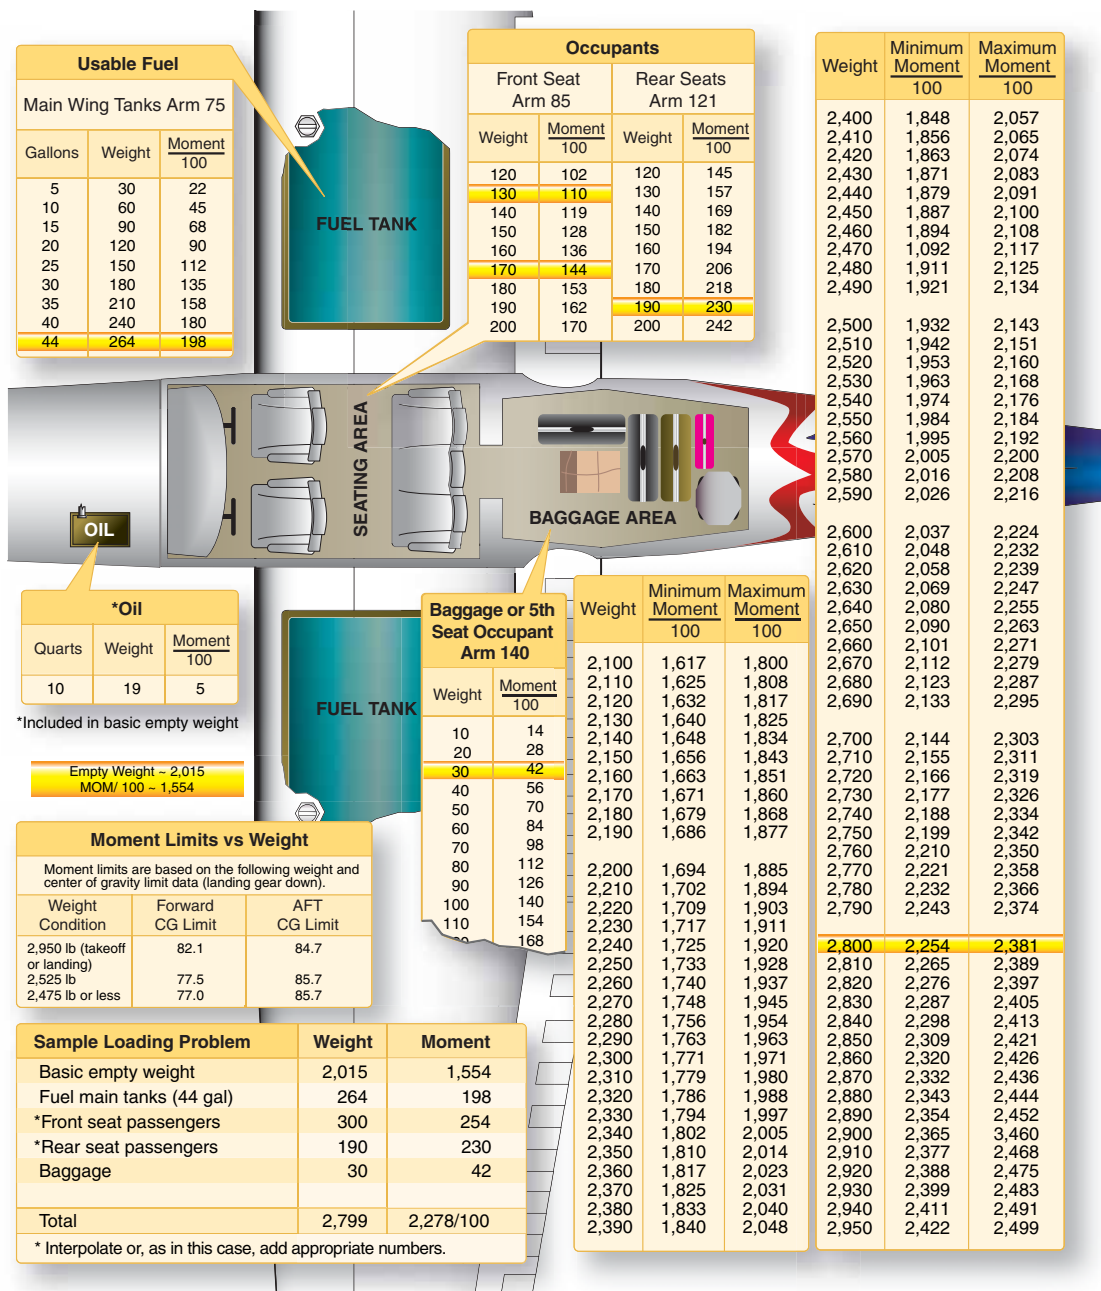 Usable Fuel
Main Wing Tanks Arm 75
Gallons Weight Moment
100
5 30 22
10 60 45
15 90 68
20 120 90
25 150 112
30 180 135
35 210 158
40 240 180
44 264 198
FUEL TANK
Occupants
Front Seat Rear Seats
Arm 85 Arm 121
Weight Moment Weight Moment
100 100
120 102 120 145
130 110 130 157
140 119 140 169
150 128 150 182
160 136 160 194
170 144 170 206
180 153 180 218
190 162 190 230
200 170 200 242
SEATING AREA
BAGGAGE AREA
OIL
*Oil
Quarts Weight Moment
100
10 19 5
*Included in basic empty weight
Empty Weight ~ 2,015
MOM/ 100 ~ 1,554
FUEL TANK
Baggage or 5th
Seat Occupant
Arm 140
Weight Moment
100
10 14
20 28
30 42
40 56
50 70
60 84
70 98
80 112
90 126
100 140
110 154
168
Moment Limits vs Weight
Moment limits are based on the following weight and
center of gravity limit data (landing gear down).
Weight Forward AFT
Condition CG Limit CG Limit
2,950 lb (takeoff 82.1 84.7
or landing)
2,525 lb 77.5 85.7
2,475 lb or less 77.0 85.7
Sample Loading Problem Weight Moment
Basic empty weight 2,015 1,554
Fuel main tanks (44 gal) 264 198
*Front seat passengers 300 254
*Rear seat passengers 190 230
Baggage 30 42
Total 2,799 2,278/100
* Interpolate or, as in this case, add appropriate numbers.
Minimum Maximum
Weight Moment Moment
100 100
2,100 1,617 1,800
2,110 1,625 1,808
2,120 1,632 1,817
2,130 1,640 1,825
2,140 1,648 1,834
2,150 1,656 1,843
2,160 1,663 1,851
2,170 1,671 1,860
2,180 1,679 1,868
2,190 1,686 1,877
2,200 1,694 1,885
2,210 1,702 1,894
2,220 1,709 1,903
2,230 1,717 1,911
2,240 1,725 1,920
2,250 1,733 1,928
2,260 1,740 1,937
2,270 1,748 1,945
2,280 1,756 1,954
2,290 1,763 1,963
2,300 1,771 1,971
2,310 1,779 1,980
2,320 1,786 1,988
2,330 1,794 1,997
2,340 1,802 2,005
2,350 1,810 2,014
2,360 1,817 2,023
2,370 1,825 2,031
2,380 1,833 2,040
2,390 1,840 2,048
Minimum Maximum
Weight Moment Moment
100 100
2,400 1,848 2,057
2,410 1,856 2,065
2,420 1,863 2,074
2,430 1,871 2,083
2,440 1,879 2,091
2,450 1,887 2,100
2,460 1,894 2,108
2,470 1,092 2,117
2,480 1,911 2,125
2,490 1,921 2,134
2,500 1,932 2,143
2,510 1,942 2,151
2,520 1,953 2,160
2,530 1,963 2,168
2,540 1,974 2,176
2,550 1,984 2,184
2,560 1,995 2,192
2,570 2,005 2,200
2,580 2,016 2,208
2,590 2,026 2,216
2,600 2,037 2,224
2,610 2,048 2,232
2,620 2,058 2,239
2,630 2,069 2,247
2,640 2,080 2,255
2,650 2,090 2,263
2,660 2,101 2,271
2,670 2,112 2,279
2,680 2,123 2,287
2,690 2,133 2,295
2,700 2,144 2,303
2,710 2,155 2,311
2,720 2,166 2,319
2,730 2,177 2,326
2,740 2,188 2,334
2,750 2,199 2,342
2,760 2,210 2,350
2,770 2,221 2,358
2,780 2,232 2,366
2,790 2,243 2,374
2,800 2,254 2,381
2,810 2,265 2,389
2,820 2,276 2,397
2,830 2,287 2,405
2,840 2,298 2,413
2,850 2,309 2,421
2,860 2,320 2,426
2,870 2,332 2,436
2,880 2,343 2,444
2,890 2,354 2,452
2,900 2,365 3,460
2,910 2,377 2,468
2,920 2,388 2,475
2,930 2,399 2,483
2,940 2,411 2,491
2,950 2,422 2,499